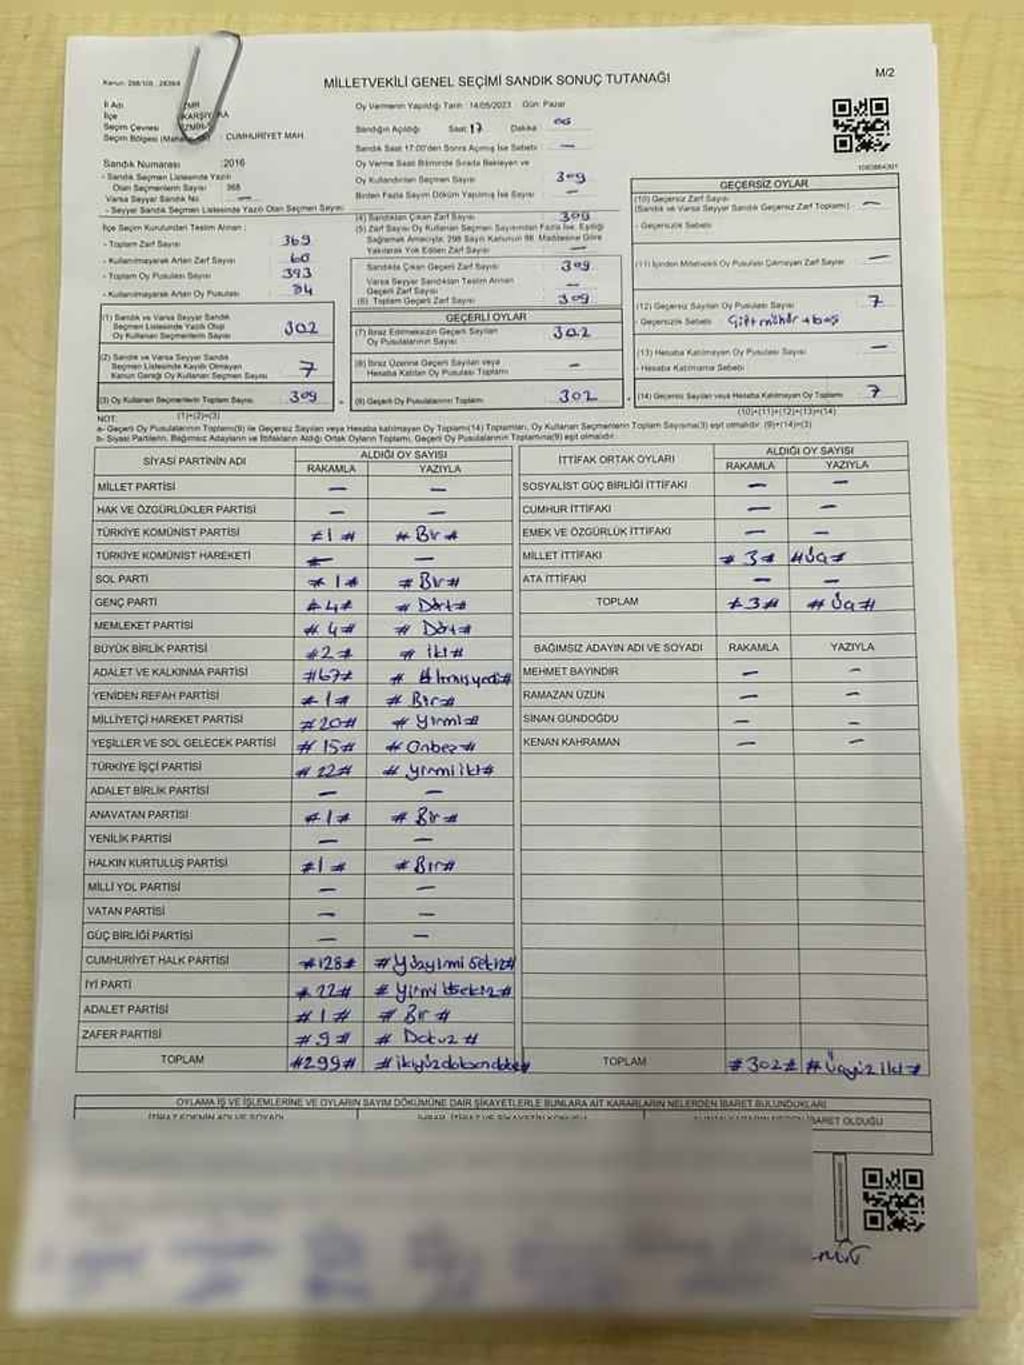 Kanun: 298/105 , 2839/4
MİLLETVEKİLİ GENEL SEÇİMİ SANDIK SONUÇ TUTANAĞI
M/2
İl Adı İZMİR
İlçe KARŞIYAKA
Seçim Çevresi İZMİR-
Seçim Bölgesi : CUMHURİYET MAH.
Sandık Numarası :2016
- Sandık Seçmen Listesinde Yazılı
Olan Seçmenlerin Sayısı 368
Varsa Seyyar Sandık No —
- Seyyar Sandık Seçmen Listesinde Yazılı Olan Seçmen Sayısı
İlçe Seçim Kurulundan Teslim Alınan :
- Toplam Zarf Sayısı 369
- Kullanılmayarak Artan Zarf Sayısı 60
- Toplam Oy Pusulası Sayısı 393
- Kullanılmayarak Artan Oy Pusulası 84
(1) Sandık ve Varsa Seyyar Sandık
Seçmen Listesinde Yazılı Olup
Oy Kullanan Seçmenlerin Sayısı 302
(2) Sandık ve Varsa Seyyar Sandık
Seçmen Listesinde Kayıtlı Olmayan
Kanun Gereği Oy Kullanan Seçmen Sayısı 7
(3) Oy Kullanan Seçmenlerin Toplam Sayısı 309
(1)+(2)=(3)
Oy Vermenin Yapıldığı Tarih : 14/05/2023 Gün: Pazar
Sandığın Açıldığı Saat: 17 Dakika 00
Sandık Saat 17:00'den Sonra Açılmış İse Sebebi —
Oy Verme Saati Bitiminde Sırada Bekleyen ve
Oy Kullandırılan Seçmen Sayısı 309
Birden Fazla Sayım Döküm Yapılmış İse Sayısı —
(4) Sandıktan Çıkan Zarf Sayısı 309
(5) Zarf Sayısı Oy Kullanan Seçmen Sayısından Fazla İse, Eşitliği
Sağlamak Amacıyla, 298 Sayılı Kanunun 98. Maddesine Göre
Yakılarak Yok Edilen Zarf Sayısı —
Sandıkta Çıkan Geçerli Zarf Sayısı 309
Varsa Seyyar Sandıktan Teslim Alınan
Geçerli Zarf Sayısı —
(6) Toplam Geçerli Zarf Sayısı 309
GEÇERLİ OYLAR
(7) İtiraz Edilmeksizin Geçerli Sayılan
Oy Pusulalarının Sayısı 302
(8) İtiraz Üzerine Geçerli Sayılan veya
Hesaba Katılan Oy Pusulası Toplamı —
(9) Geçerli Oy Pusulalarının Toplamı 302
GEÇERSİZ OYLAR
(10) Geçersiz Zarf Sayısı
(Sandık ve Varsa Seyyar Sandık Geçersiz Zarf Toplamı) —
- Geçersizlik Sebebi
(11) İçinden Milletvekili Oy Pusulası Çıkmayan Zarf Sayısı —
(12) Geçersiz Sayılan Oy Pusulası Sayısı 7
- Geçersizlik Sebebi Çift mühür + boş
(13) Hesaba Katılmayan Oy Pusulası Sayısı —
- Hesaba Katılmama Sebebi
(14) Geçersiz Sayılan veya Hesaba Katılmayan Oy Toplamı 7
(10)+(11)+(12)+(13)=(14)
NOT:
a- Geçerli Oy Pusulalarının Toplamı(9) ile Geçersiz Sayılan veya Hesaba Katılmayan Oy Toplamı(14) Toplamları, Oy Kullanan Seçmenlerin Toplam Sayısına(3) eşit olmalıdır. (9)+(14)=(3)
b- Siyasi Partilerin, Bağımsız Adayların ve İttifakların Aldığı Ortak Oyların Toplamı, Geçerli Oy Pusulalarının Toplamına(9) eşit olmalıdır.
SİYASİ PARTİNİN ADI ALDIĞI OY SAYISI
RAKAMLA YAZIYLA
MİLLET PARTİSİ — —
HAK VE ÖZGÜRLÜKLER PARTİSİ — —
TÜRKİYE KOMÜNİST PARTİSİ #1# #Bir#
TÜRKİYE KOMÜNİST HAREKETİ — —
SOL PARTİ #1# #Bir#
GENÇ PARTİ #4# #Dört#
MEMLEKET PARTİSİ #4# #Dört#
BÜYÜK BİRLİK PARTİSİ #2# #iki#
ADALET VE KALKINMA PARTİSİ #67# #Altmışyedi#
YENİDEN REFAH PARTİSİ #1# #Bir#
MİLLİYETÇİ HAREKET PARTİSİ #20# #Yirmi#
YEŞİLLER VE SOL GELECEK PARTİSİ #15# #Onbeş#
TÜRKİYE İŞÇİ PARTİSİ #22# #yirmiiki#
ADALET BİRLİK PARTİSİ — —
ANAVATAN PARTİSİ #1# #Bir#
YENİLİK PARTİSİ — —
HALKIN KURTULUŞ PARTİSİ #1# #Bir#
MİLLİ YOL PARTİSİ — —
VATAN PARTİSİ — —
GÜÇ BİRLİĞİ PARTİSİ — —
CUMHURİYET HALK PARTİSİ #128# #Yüzyirmi sekiz#
İYİ PARTİ #22#
ADALET PARTİSİ #1# #Bir#
ZAFER PARTİSİ #9# #Dokuz#
TOPLAM #299# #ikiyüzdoksandokuz#
İTTİFAK ORTAK OYLARI ALDIĞI OY SAYISI
RAKAMLA YAZIYLA
SOSYALİST GÜÇ BİRLİĞİ İTTİFAKI — —
CUMHUR İTTİFAKI — —
EMEK VE ÖZGÜRLÜK İTTİFAKI — —
MİLLET İTTİFAKI #3# #Üç#
ATA İTTİFAKI — —
TOPLAM #3# #Üç#
BAĞIMSIZ ADAYIN ADI VE SOYADI RAKAMLA YAZIYLA
MEHMET BAYINDIR — —
RAMAZAN ÜZÜN — —
SİNAN GÜNDOĞDU — —
KENAN KAHRAMAN — —
TOPLAM #302# #Üçyüz iki#
OYLAMA İŞ VE İŞLEMLERİNE VE OYLARIN SAYIM DÖKÜMÜNE DAİR ŞİKAYETLERLE BUNLARA AİT KARARLARIN NELERDEN İBARET BULUNDUKLARI
İTİRAZ EDENİN ADI VE SOYADI İHBAR, İTİRAZ VE ŞİKAYETİN KONUSU İBARET OLDUĞU